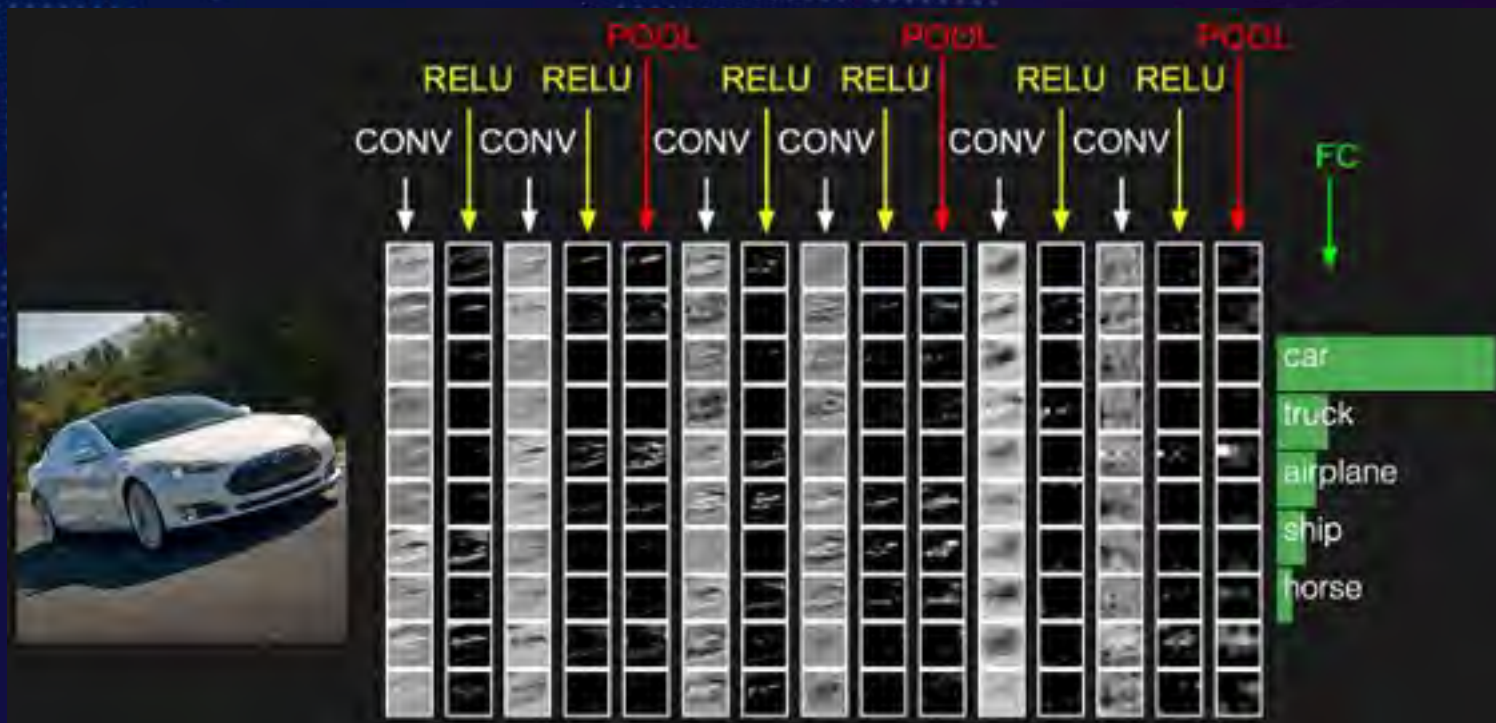 POOL POOL POOL
RELU RELU RELU RELU RELU RELU
CONV CONV CONV CONV CONV CONV
FC
car
truck
airplane
ship
horse